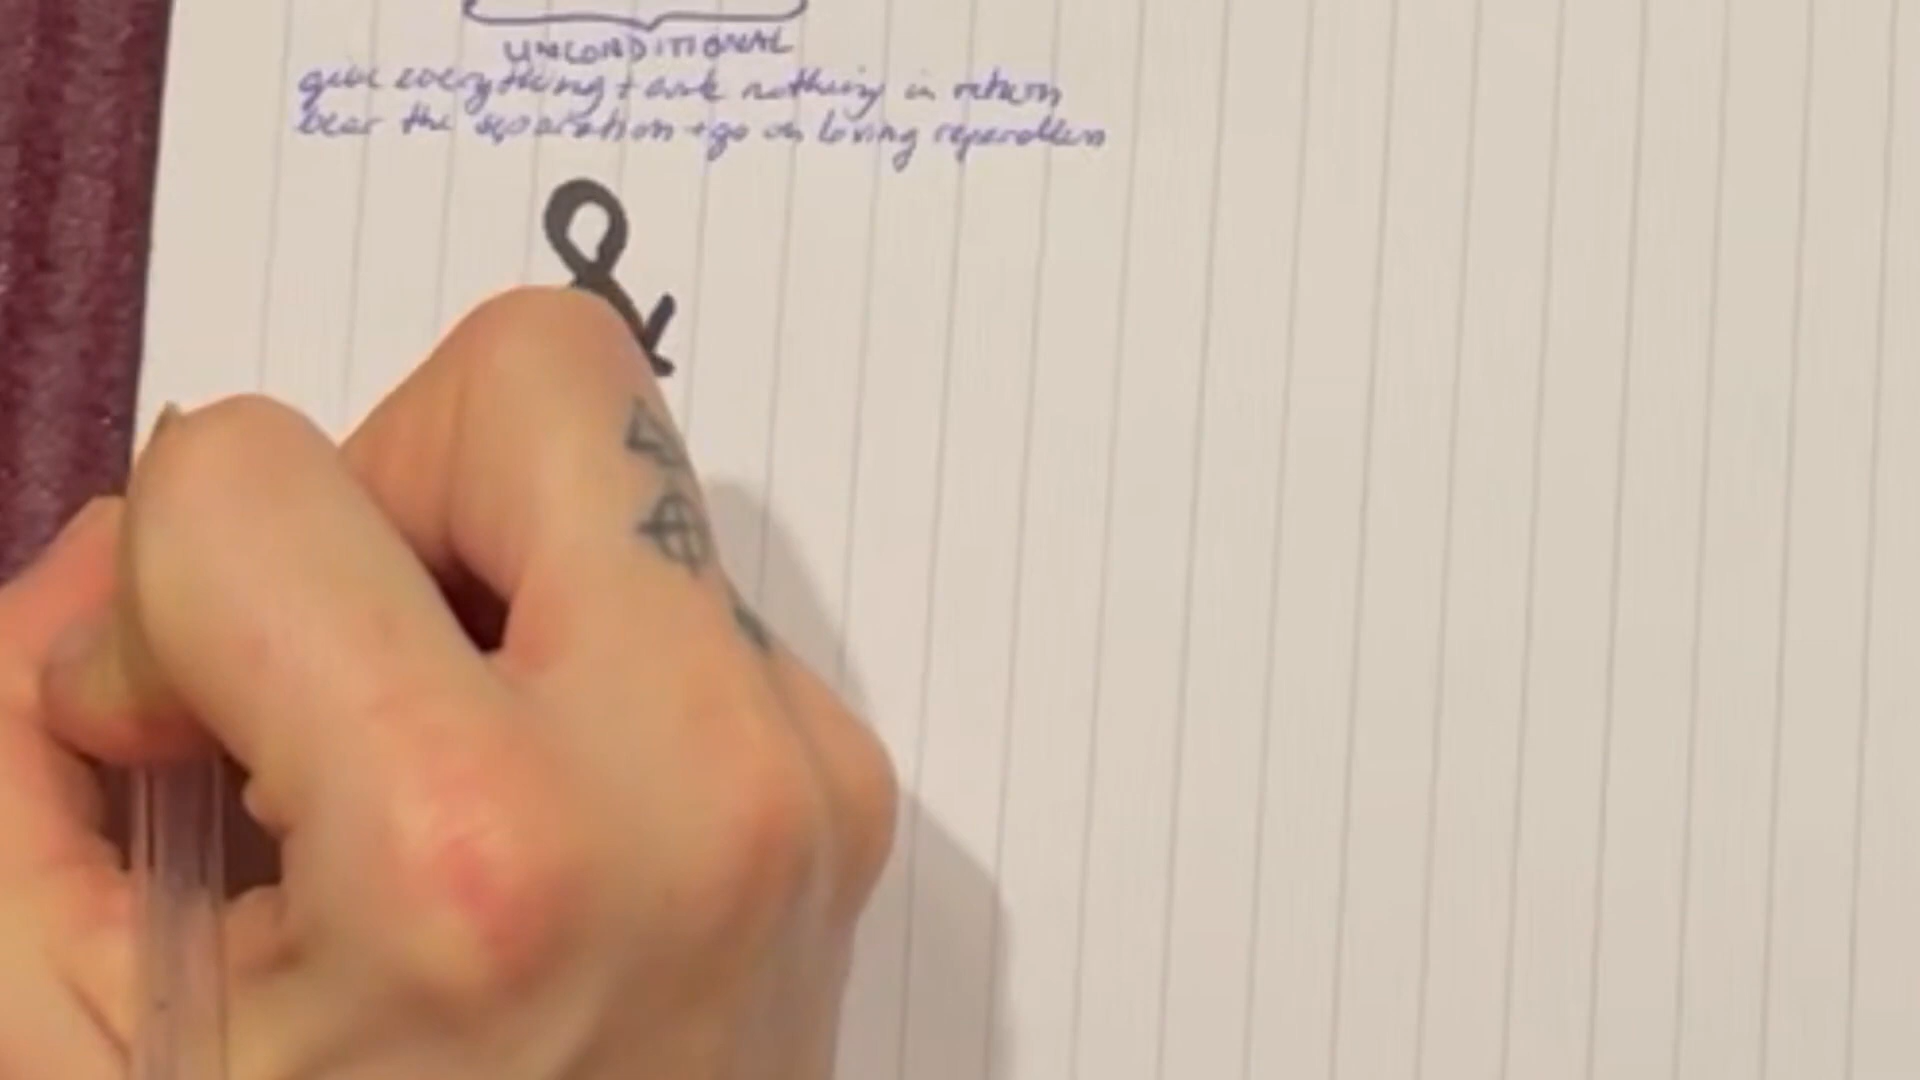 UNCONDITIONAL
give everything + ask nothing in return
bear the separation + go on loving regardless
&